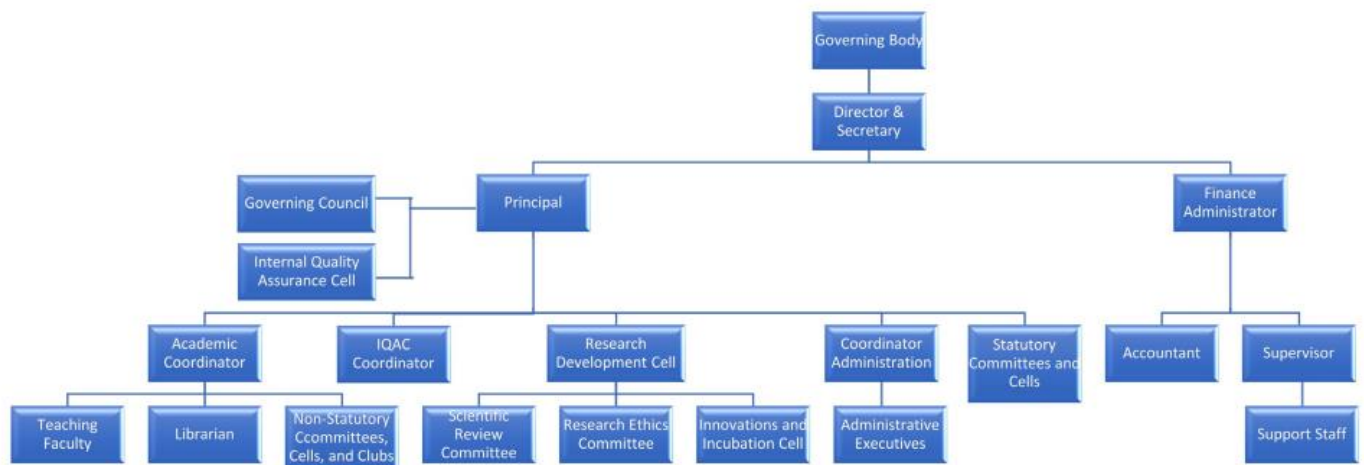 Governing Body
Director &
Secretary
Governing Council
Principal
Finance
Administrator
Internal Quality
Assurance Cell
Academic
Coordinator
IQAC
Coordinator
Research
Development Cell
Coordinator
Administration
Statutory
Committees and
Cells
Accountant
Supervisor
Teaching
Faculty
Librarian
Non-Statutory
Ccommittees,
Cells, and Clubs
Scientific
Review
Committee
Research Ethics
Committee
Innovations and
Incubation Cell
Administrative
Executives
Support Staff